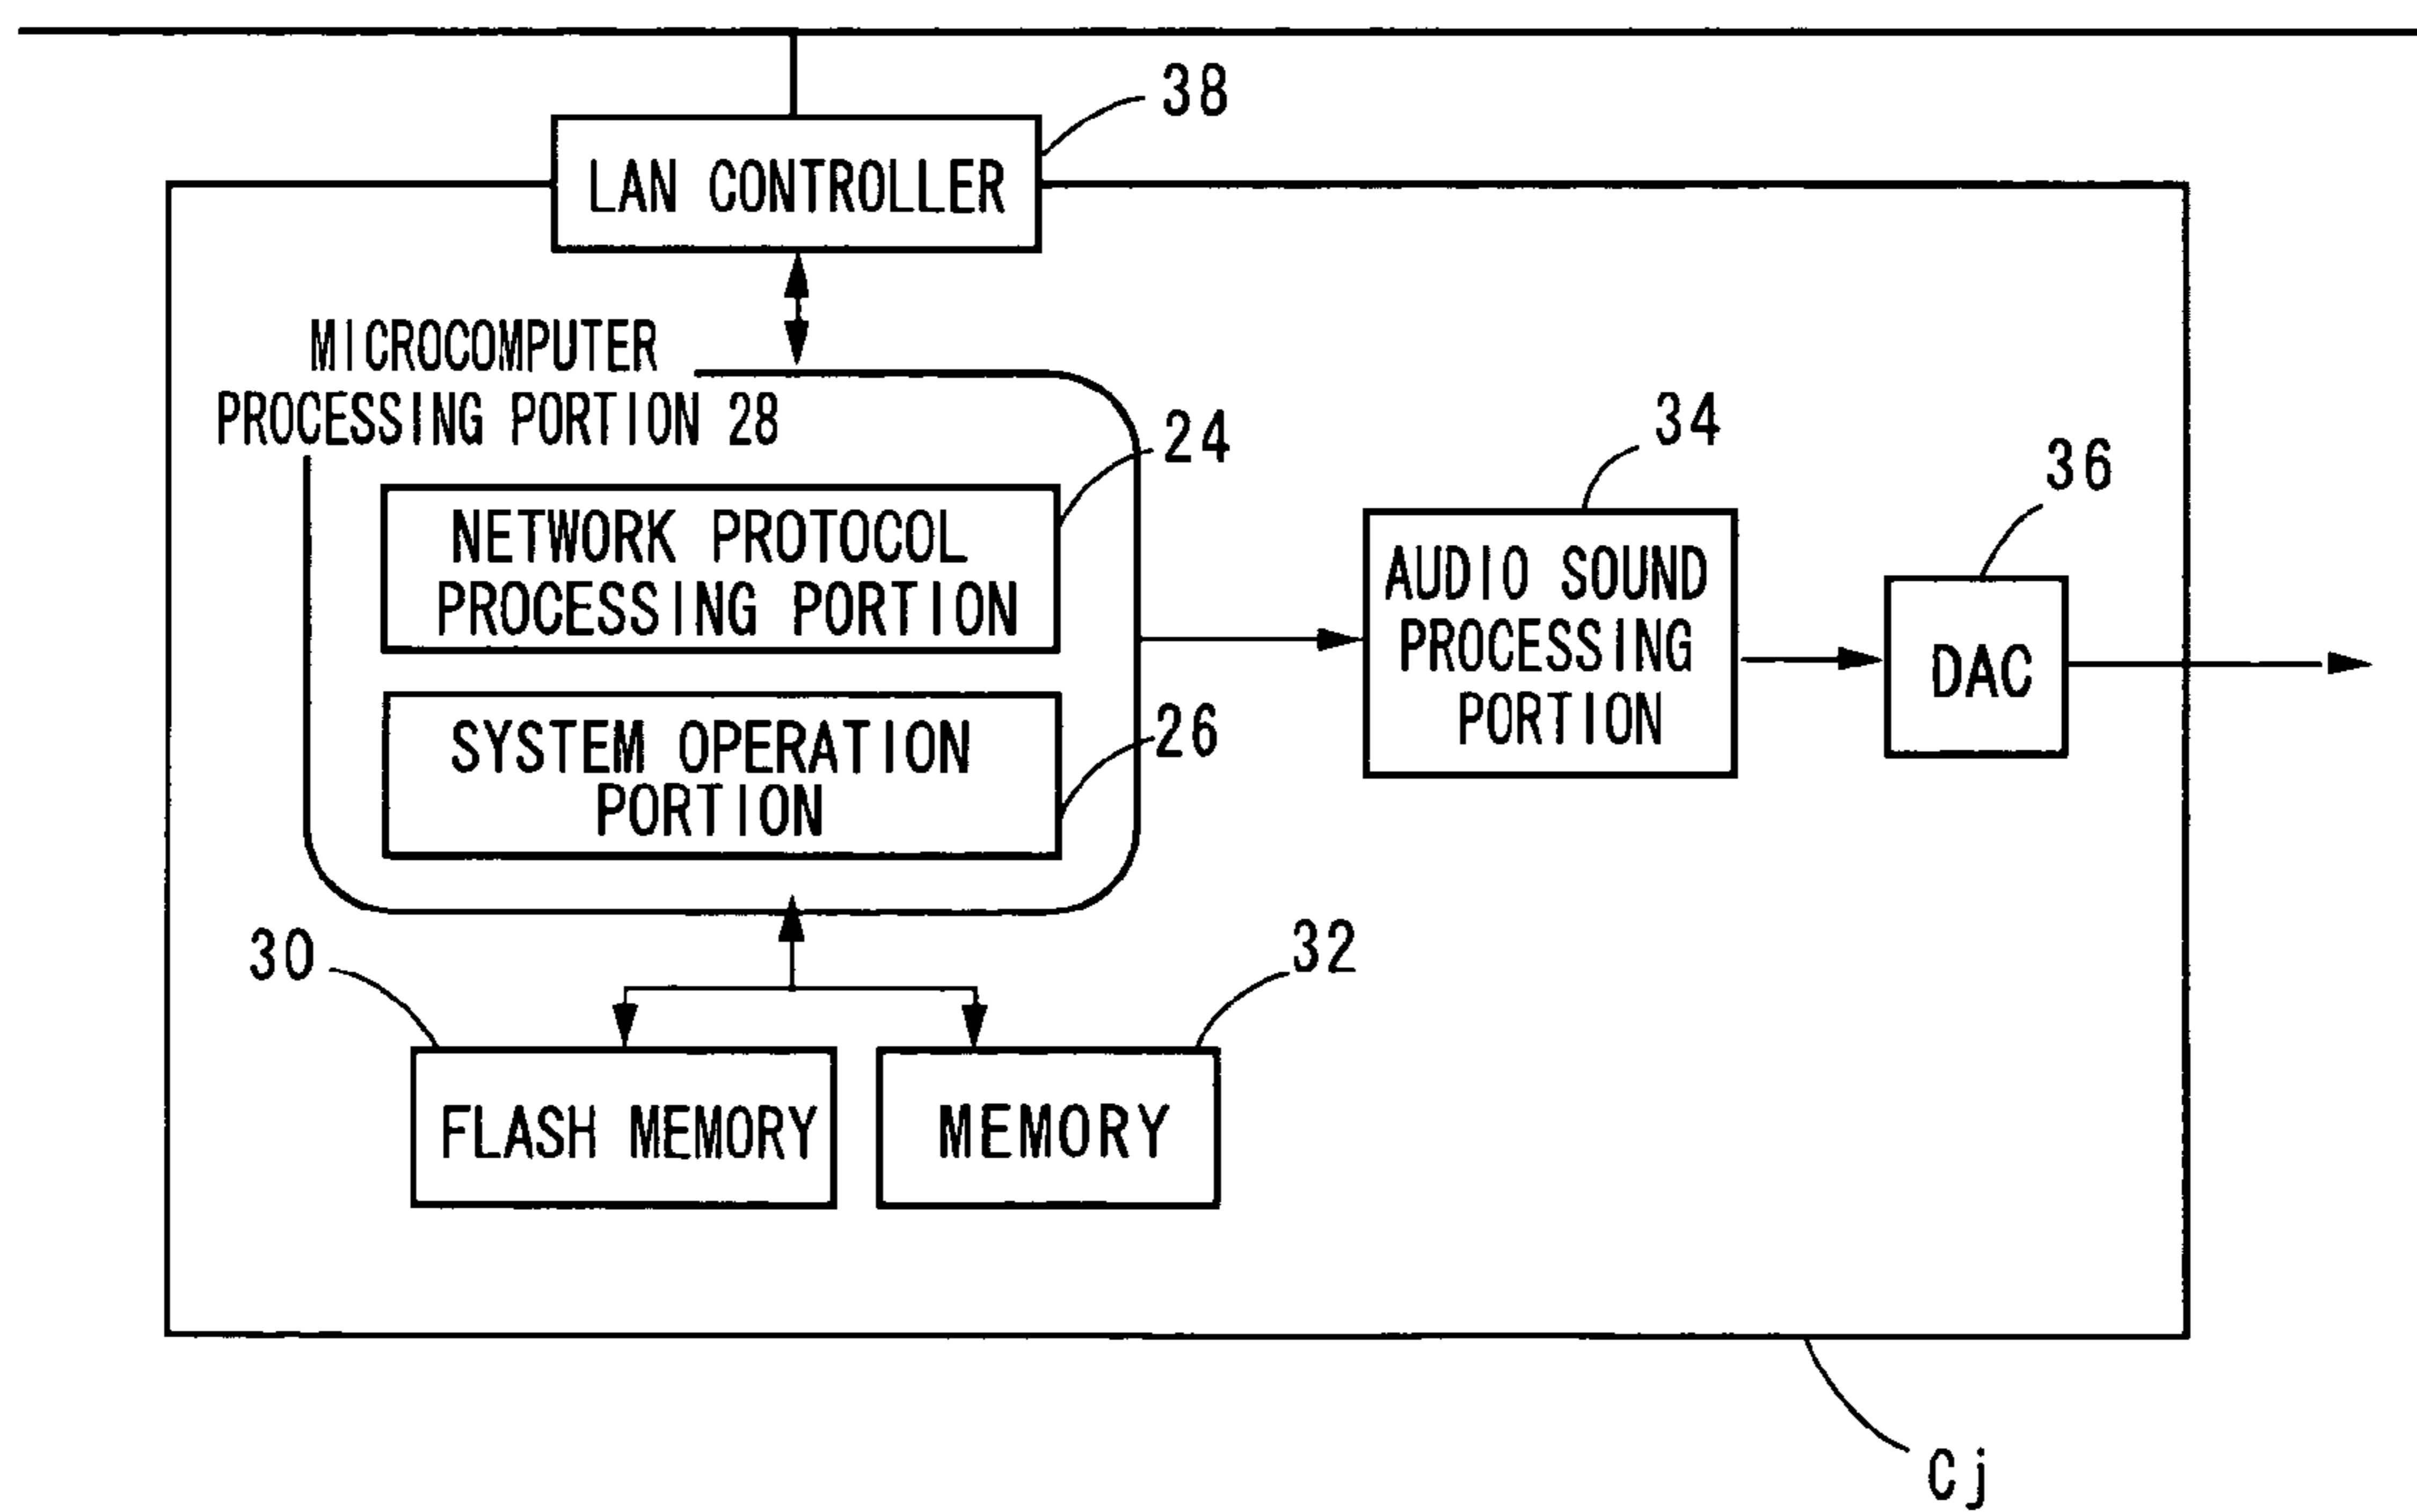 38
LAN CONTROLLER
MICROCOMPUTER
PROCESSING PORTION 28
24
34
36
NETWORK PROTOCOL
PROCESSING PORTION
AUDIO SOUND
PROCESSING
PORTION
DAC
26
SYSTEM OPERATION
PORTION
30
32
FLASH MEMORY
MEMORY
Cj